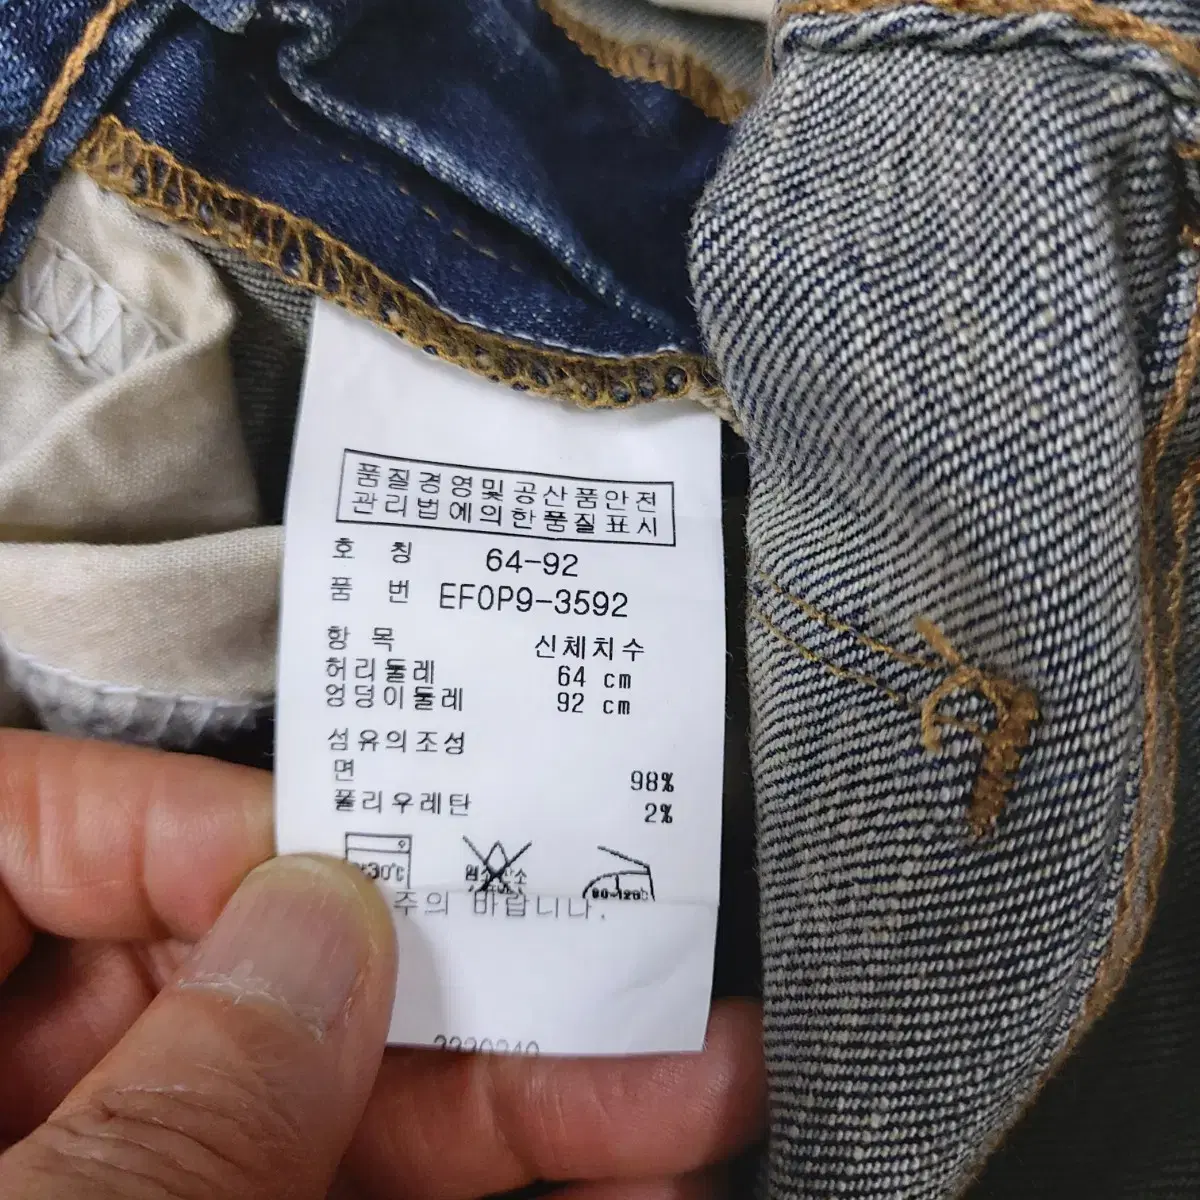 품질경영및공산품안전
관리법에의한품질표시
호 칭 64-92
품 번 EF0P9-3592
항 목 신체치수
허리둘레 64 cm
엉덩이둘레 92 cm
섬유의조성
면 98%
폴리우레탄 2%
30℃ 80~120℃
주의 바랍니다.